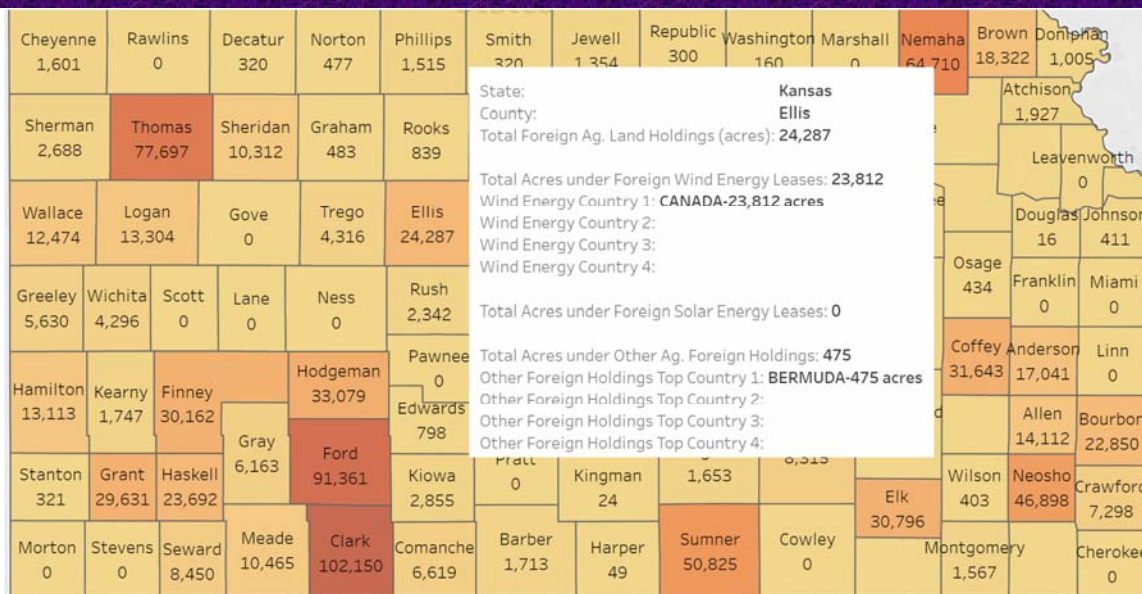 Cheyenne Rawlins Decatur Norton Phillips Smith Jewell Republic Washington Marshall Nemaha Brown Doniphan
1,601 0 320 477 1,515 320 1,354 300 160 0 64,710 18,322 1,005
State: Kansas
County: Ellis
Total Foreign Ag. Land Holdings (acres): 24,287
Total Acres under Foreign Wind Energy Leases: 23,812
Wind Energy Country 1: CANADA-23,812 acres
Wind Energy Country 2:
Wind Energy Country 3:
Wind Energy Country 4:
Total Acres under Foreign Solar Energy Leases: 0
Total Acres under Other Ag. Foreign Holdings: 475
Other Foreign Holdings Top Country 1: BERMUDA-475 acres
Other Foreign Holdings Top Country 2:
Other Foreign Holdings Top Country 3:
Other Foreign Holdings Top Country 4:
Atchison
1,927
Sherman Thomas Sheridan Graham Rooks
2,688 77,697 10,312 483 839
Leavenworth
0
Wallace Logan Gove Trego Ellis Douglas Johnson
12,474 13,304 0 4,316 24,287 16 411
Osage
434
Greeley Wichita Scott Lane Ness Rush Franklin Miami
5,630 4,296 0 0 0 2,342 0 0
Pawnee Coffey Anderson Linn
0 31,643 17,041 0
Hamilton Kearny Finney Hodgeman
13,113 1,747 30,162 33,079
Edwards Allen Bourbon
798 14,112 22,850
Gray Ford
6,163 91,361
Stanton Grant Haskell Kiowa Pratt Kingman 1,653 8,315 Wilson Neosho Crawford
321 29,631 23,692 2,855 0 24 403 46,898 7,298
Elk
30,796
Morton Stevens Seward Meade Clark Comanche Barber Harper Sumner Cowley Montgomery Cherokee
0 0 8,450 10,465 102,150 6,619 1,713 49 50,825 0 1,567 0